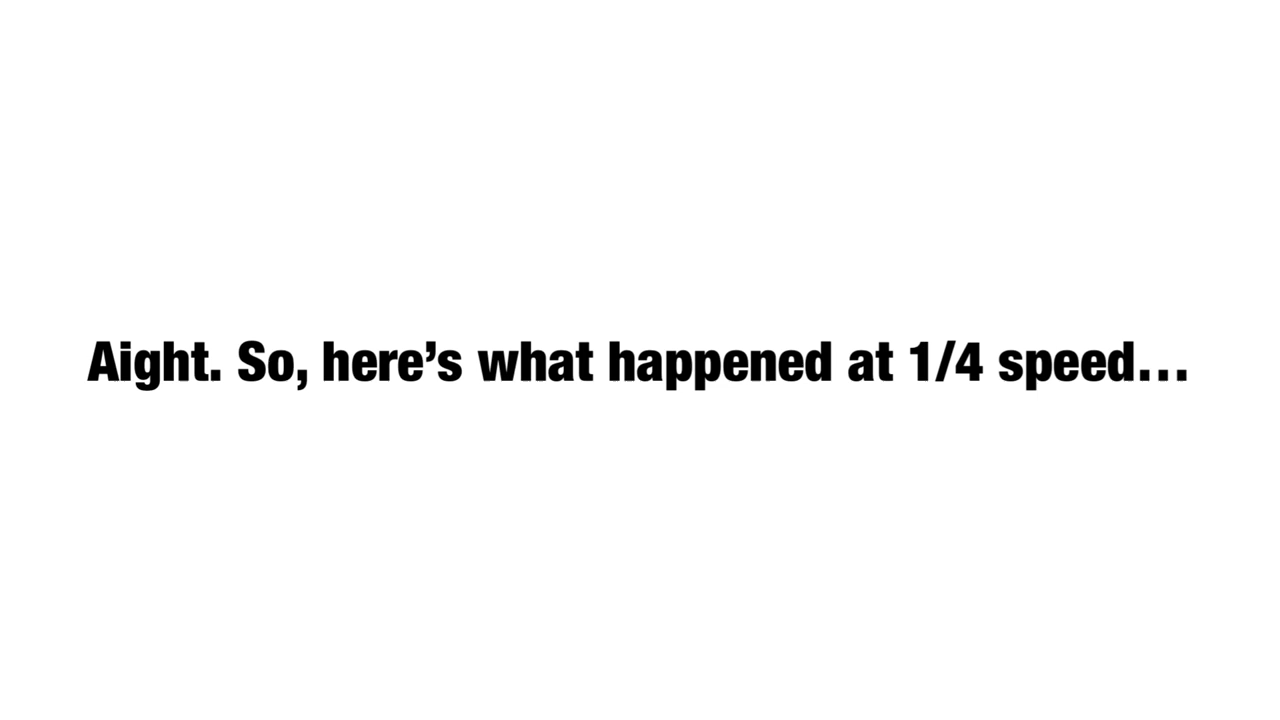 Aight. So, here’s what happened at 1/4 speed…